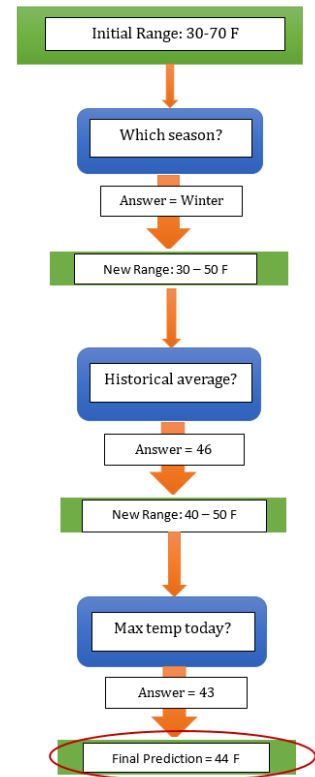 Initial Range: 30-70 F
Which season?
Answer = Winter
New Range: 30 – 50 F
Historical average?
Answer = 46
New Range: 40 – 50 F
Max temp today?
Answer = 43
Final Prediction = 44 F